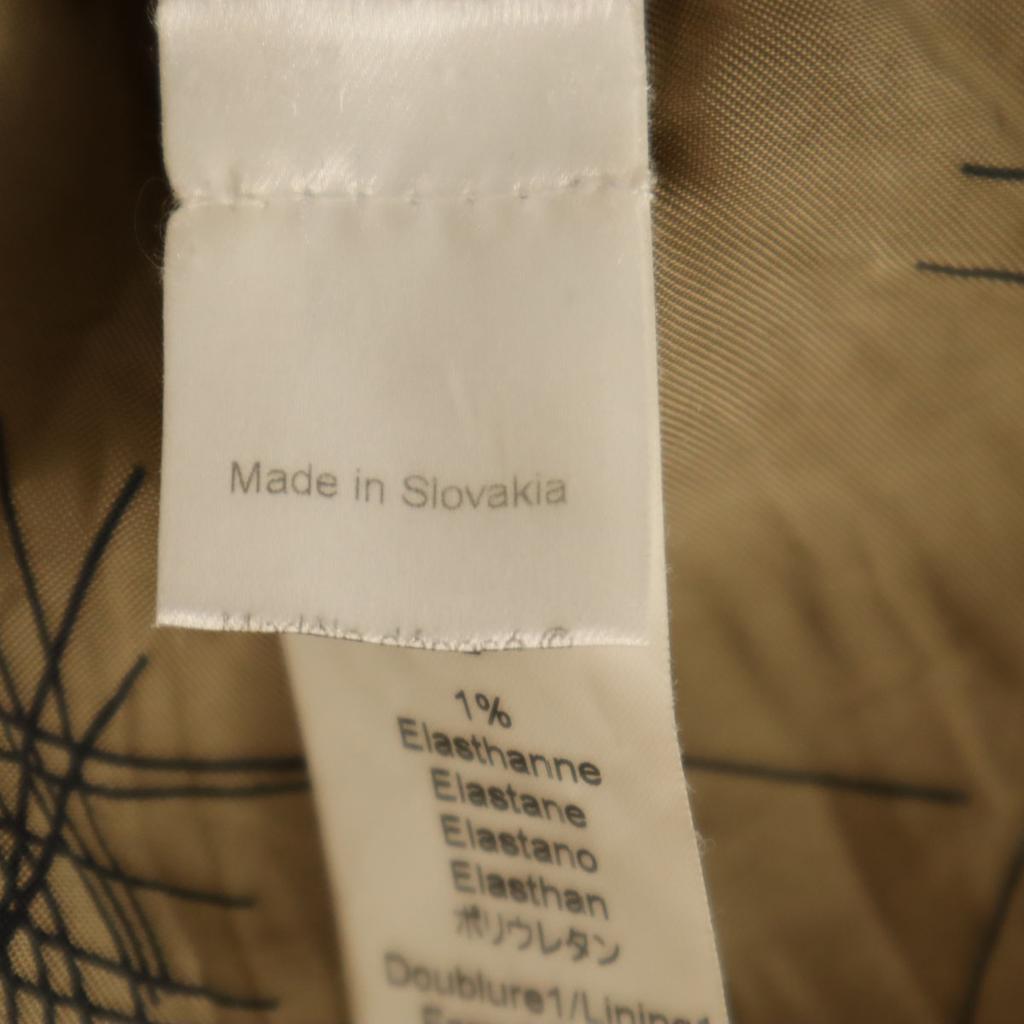 Made in Slovakia
1%
Elasthanne
Elastane
Elastano
Elasthan
ポリウレタン
Doublure1/Lining1